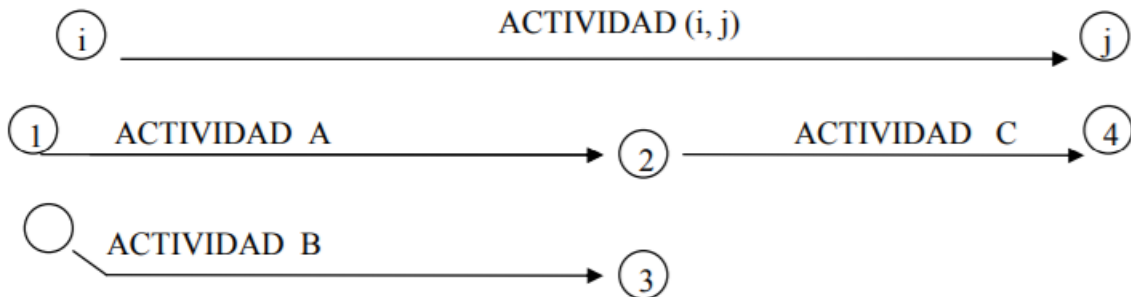 i ACTIVIDAD (i, j) j
1 ACTIVIDAD A 2 ACTIVIDAD C 4
ACTIVIDAD B 3